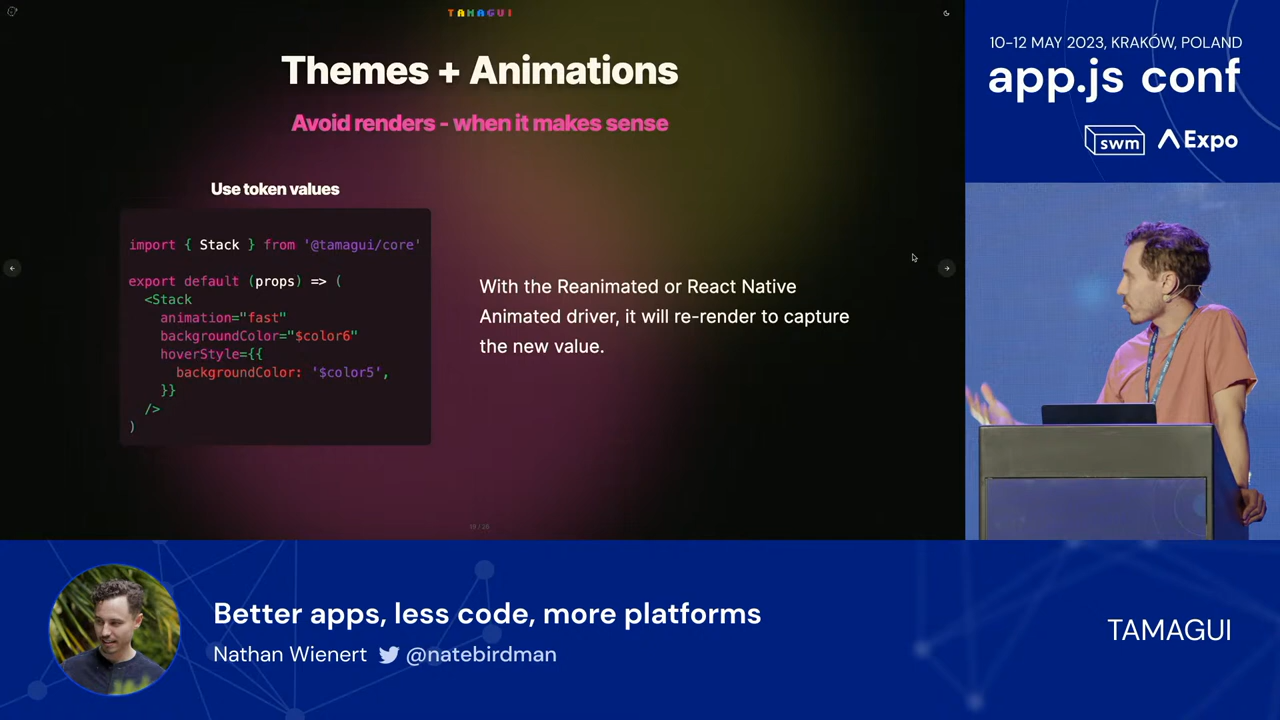 TAMAGUI
Themes + Animations
Avoid renders - when it makes sense
Use token values
import { Stack } from '@tamagui/core'
export default (props) => (
<Stack
animation="fast"
backgroundColor="$color6"
hoverStyle={{
backgroundColor: '$color5',
}}
/>
)
With the Reanimated or React Native
Animated driver, it will re-render to capture
the new value.
10-12 MAY 2023, KRAKÓW, POLAND
app.js conf
swm Expo
Better apps, less code, more platforms
Nathan Wienert @natebirdman
TAMAGUI